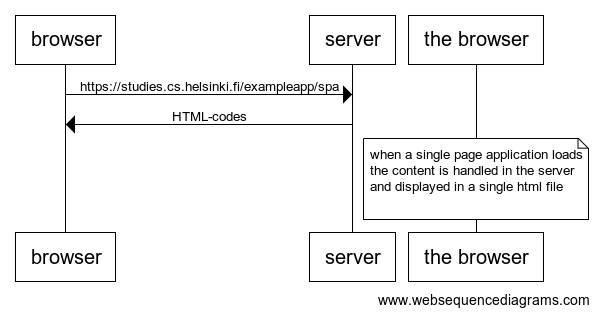 browser
server
the browser
https://studies.cs.helsinki.fi/exampleapp/spa
HTML-codes
when a single page application loads
the content is handled in the server
and displayed in a single html file
browser
server
the browser
www.websequencediagrams.com